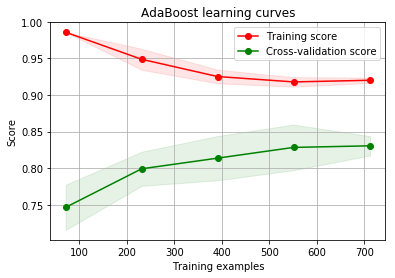 AdaBoost learning curves
1.00
0.95
0.90
0.85
0.80
0.75
Score
Training score
Cross-validation score
100 200 300 400 500 600 700
Training examples